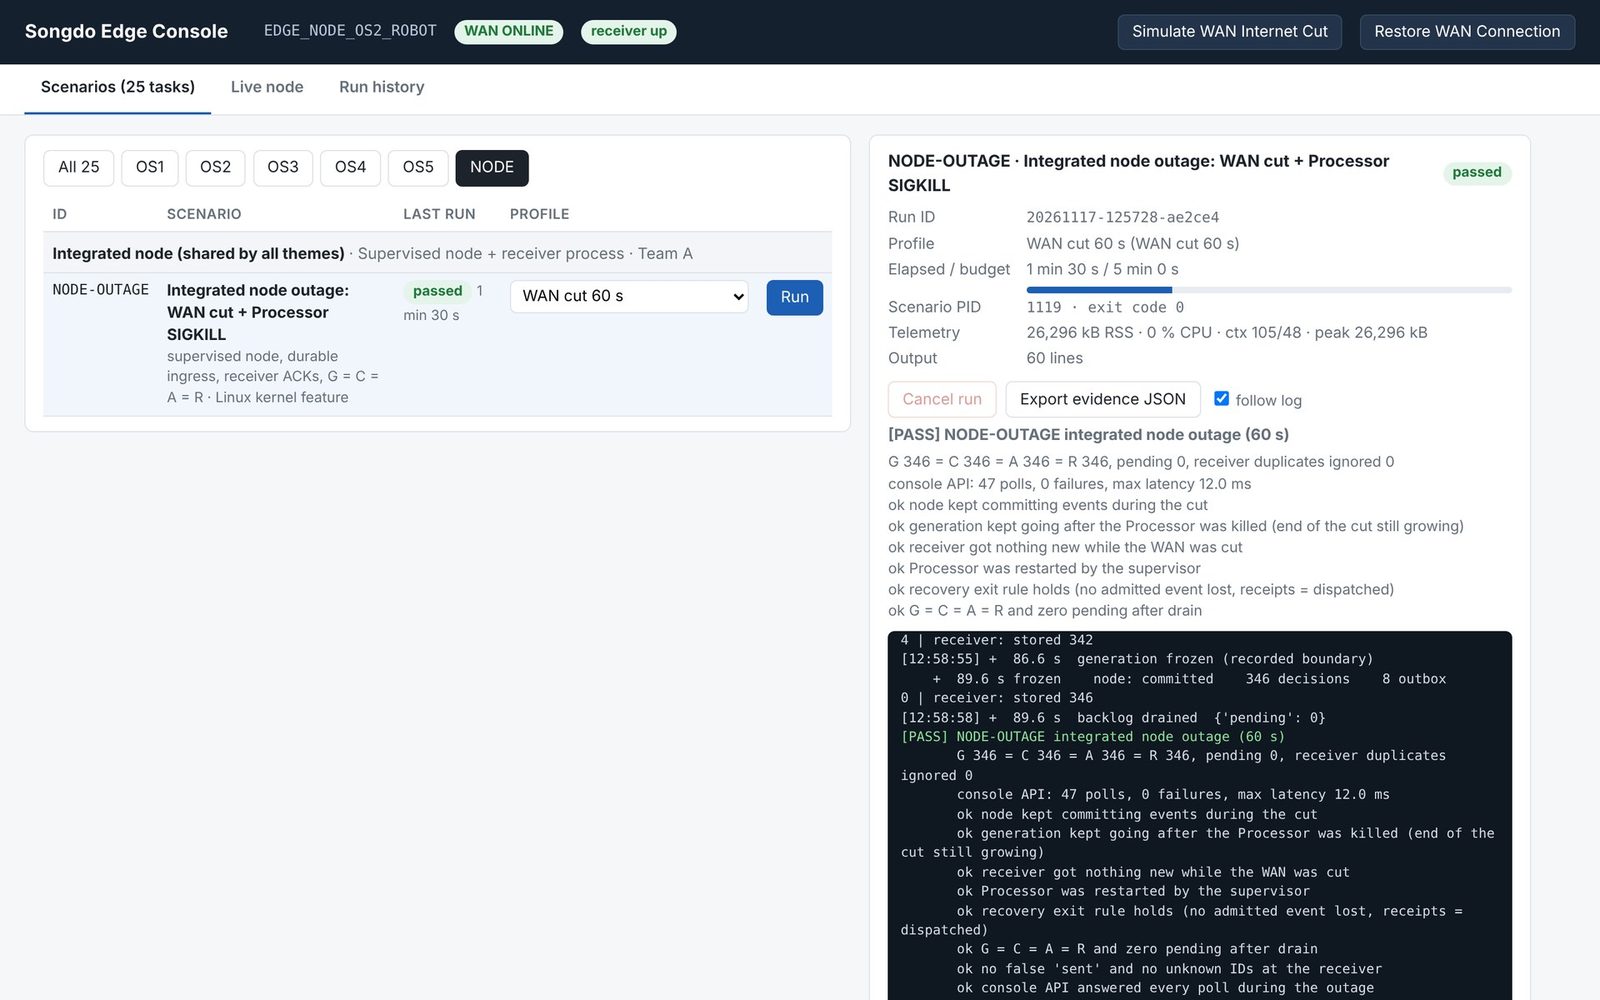 Songdo Edge Console
EDGE_NODE_OS2_ROBOT
WAN ONLINE
receiver up
Simulate WAN Internet Cut
Restore WAN Connection
Scenarios (25 tasks)
Live node
Run history
All 25
OS1
OS2
OS3
OS4
OS5
NODE
ID
SCENARIO
LAST RUN
PROFILE
Integrated node (shared by all themes) · Supervised node + receiver process · Team A
NODE-OUTAGE
Integrated node outage:
WAN cut + Processor
SIGKILL
supervised node, durable
ingress, receiver ACKs, G = C =
A = R · Linux kernel feature
passed 1
min 30 s
WAN cut 60 s
Run
NODE-OUTAGE · Integrated node outage: WAN cut + Processor
SIGKILL
passed
Run ID 20261117-125728-ae2ce4
Profile WAN cut 60 s (WAN cut 60 s)
Elapsed / budget 1 min 30 s / 5 min 0 s
Scenario PID 1119 · exit code 0
Telemetry 26,296 kB RSS · 0 % CPU · ctx 105/48 · peak 26,296 kB
Output 60 lines
Cancel run
Export evidence JSON
follow log
[PASS] NODE-OUTAGE integrated node outage (60 s)
G 346 = C 346 = A 346 = R 346, pending 0, receiver duplicates ignored 0
console API: 47 polls, 0 failures, max latency 12.0 ms
ok node kept committing events during the cut
ok generation kept going after the Processor was killed (end of the cut still growing)
ok receiver got nothing new while the WAN was cut
ok Processor was restarted by the supervisor
ok recovery exit rule holds (no admitted event lost, receipts = dispatched)
ok G = C = A = R and zero pending after drain
4 | receiver: stored 342
[12:58:55] +  86.6 s  generation frozen (recorded boundary)
    +  89.6 s frozen    node: committed    346 decisions    8 outbox
0 | receiver: stored 346
[12:58:58] +  89.6 s  backlog drained  {'pending': 0}
[PASS] NODE-OUTAGE integrated node outage (60 s)
G 346 = C 346 = A 346 = R 346, pending 0, receiver duplicates
ignored 0
console API: 47 polls, 0 failures, max latency 12.0 ms
ok node kept committing events during the cut
ok generation kept going after the Processor was killed (end of the
cut still growing)
ok receiver got nothing new while the WAN was cut
ok Processor was restarted by the supervisor
ok recovery exit rule holds (no admitted event lost, receipts =
dispatched)
ok G = C = A = R and zero pending after drain
ok no false 'sent' and no unknown IDs at the receiver
ok console API answered every poll during the outage